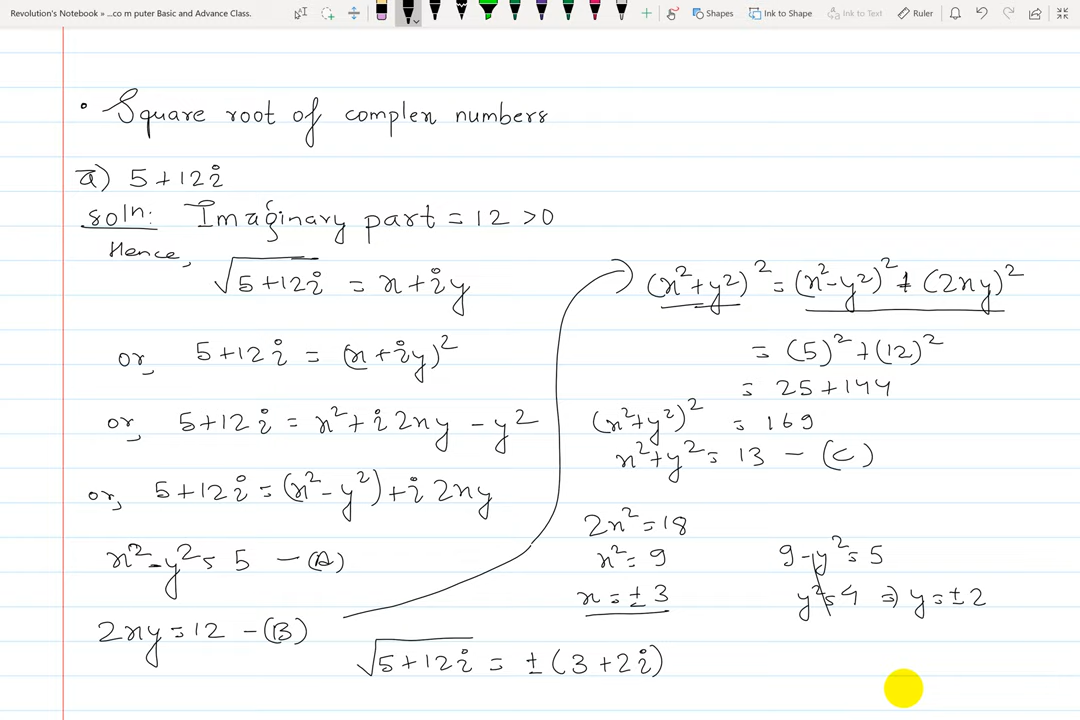 Revolution's Notebook » ...co m puter Basic and Advance Class.
Shapes
Ink to Shape
Ink to Text
Ruler
• Square root of complex numbers
a) 5+12i
soln: Imaginary part = 12 >0
Hence,
√5+12i = x+iy
or, 5+12i = (x+iy)²
or, 5+12i = x²+i2xy - y²
or, 5+12i = (x²-y²)+i2xy
x²-y² = 5 - (A)
2xy = 12 - (B)
(x²+y²)² = (x²-y²)² + (2xy)²
= (5)²+(12)²
= 25+144
(x²+y²)² = 169
x²+y² = 13 - (C)
2x² = 18
x² = 9
x = ± 3
9-y² = 5
y² = 4 ⇒ y = ±2
√5+12i = ±(3+2i)